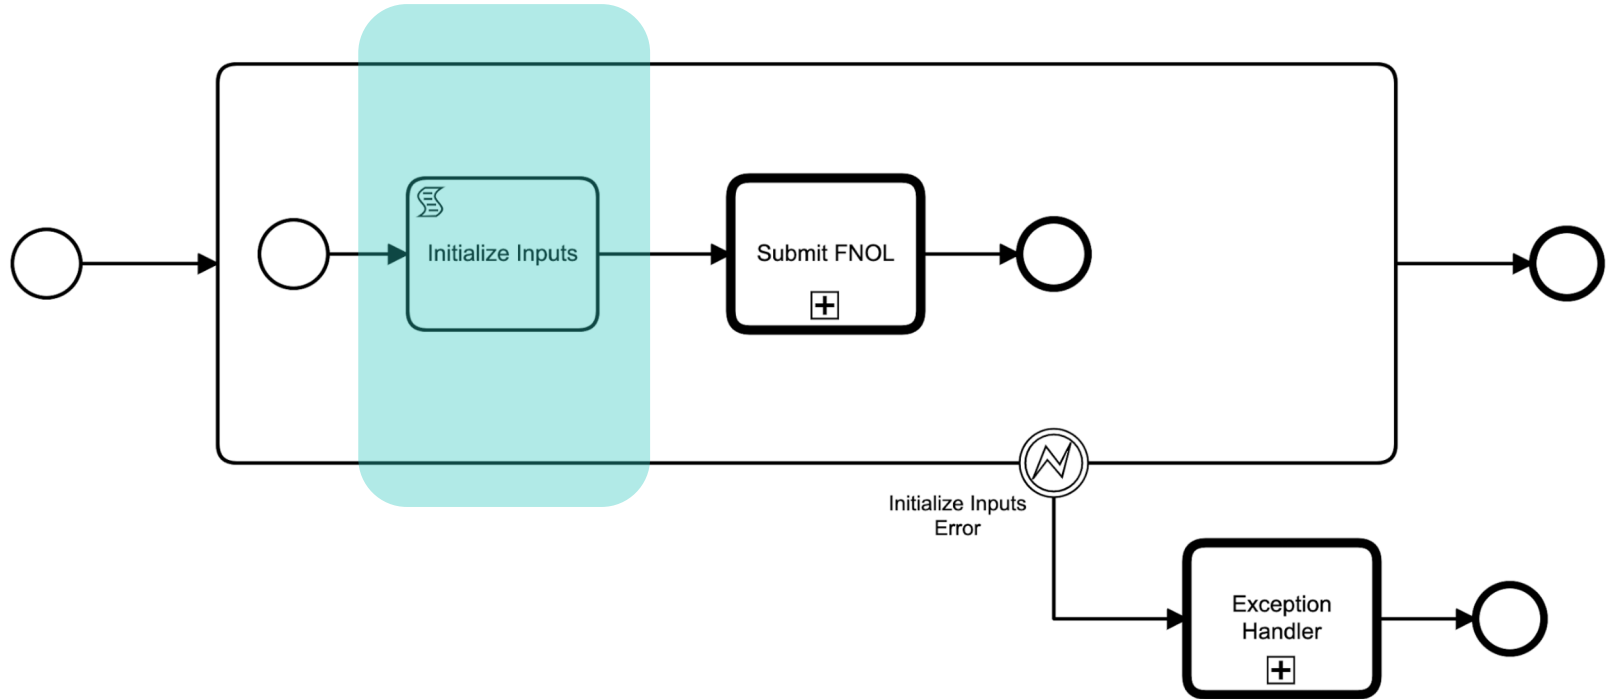 Initialize Inputs
Submit FNOL
Initialize Inputs
Error
Exception
Handler